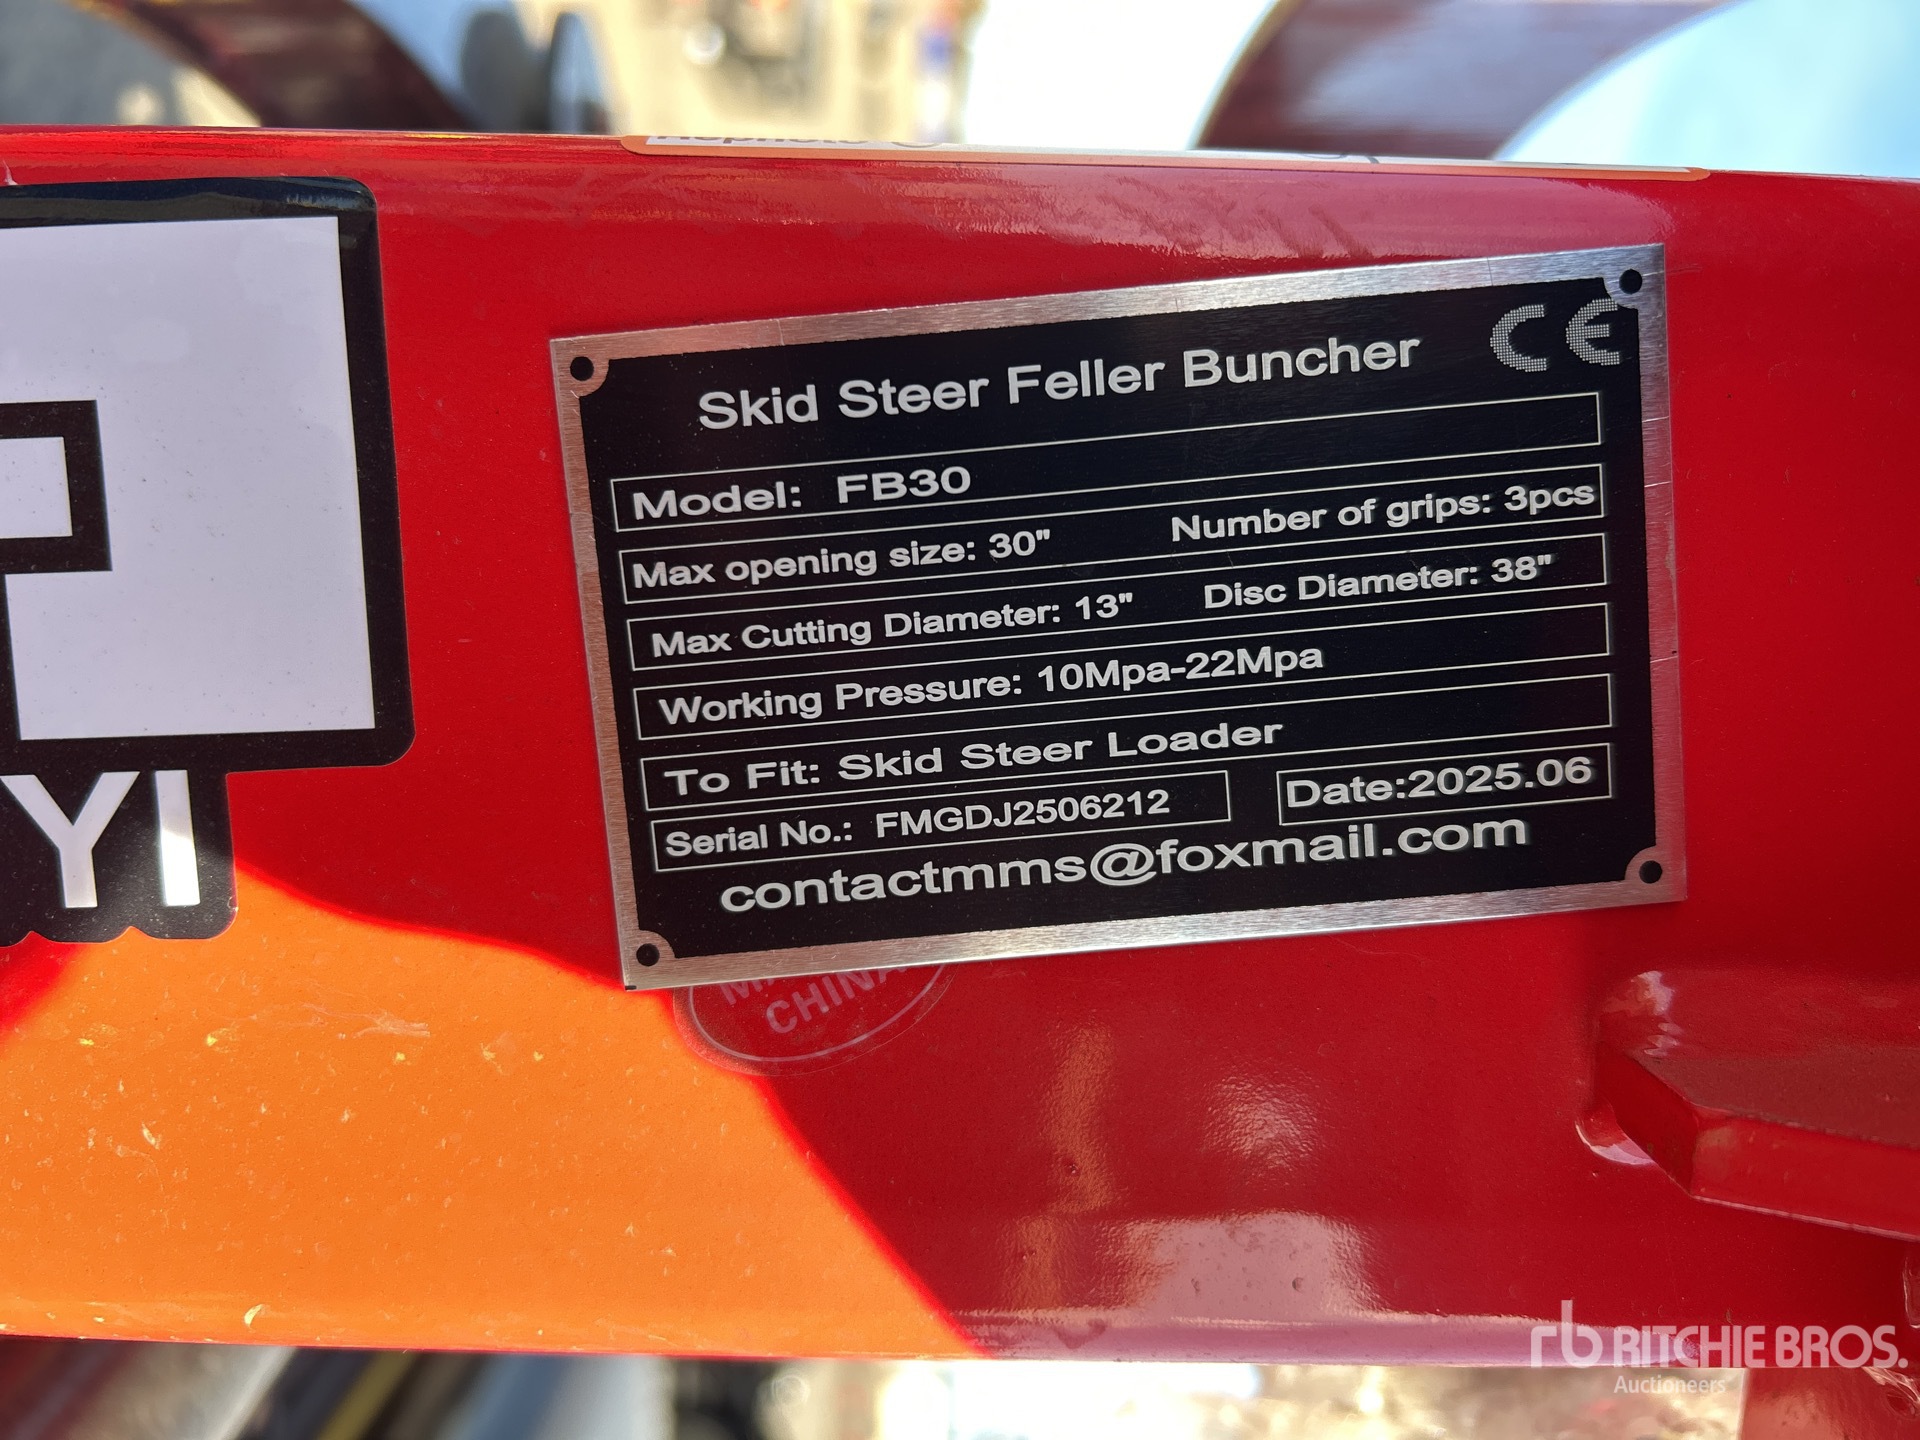 Skid Steer Feller Buncher
CE
Model: FB30
Max opening size: 30" Number of grips: 3pcs
Max Cutting Diameter: 13" Disc Diameter: 38"
Working Pressure: 10Mpa-22Mpa
To Fit: Skid Steer Loader
Serial No.: FMGDJ2506212 Date:2025.06
contactmms@foxmail.com
YI
CHINA
rb RITCHIE BROS.
Auctioneers